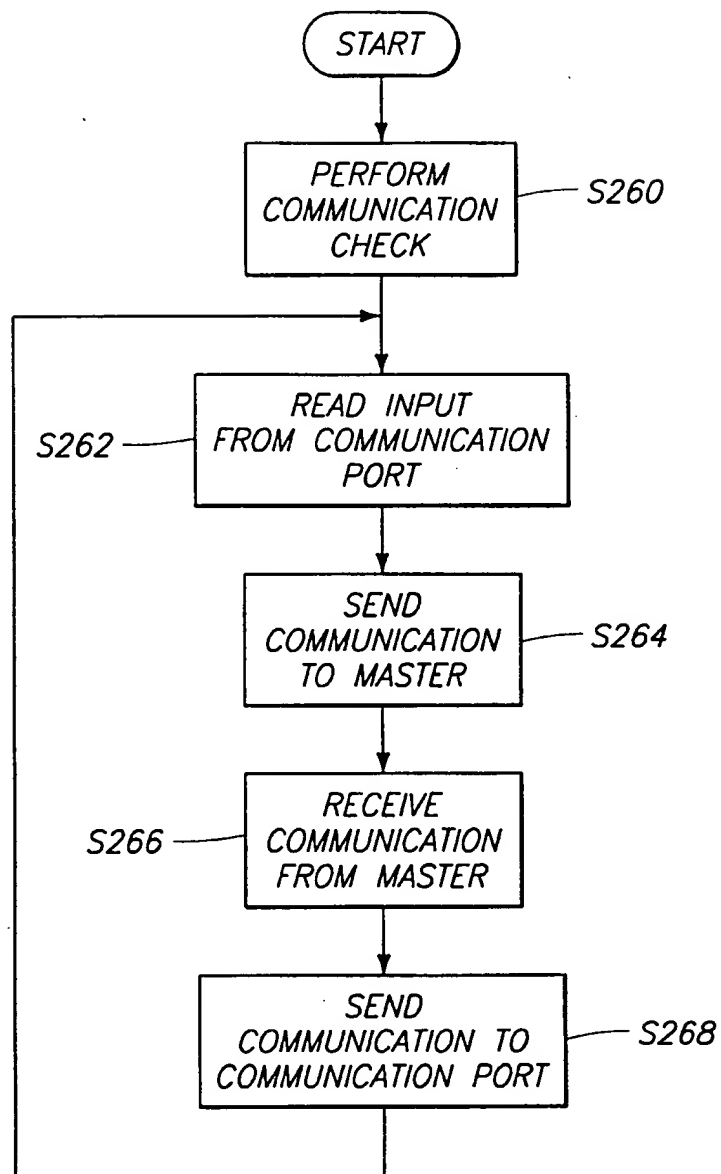 START
PERFORM
COMMUNICATION
CHECK
S260
READ INPUT
FROM COMMUNICATION
PORT
S262
SEND
COMMUNICATION
TO MASTER
S264
RECEIVE
COMMUNICATION
FROM MASTER
S266
SEND
COMMUNICATION TO
COMMUNICATION PORT
S268